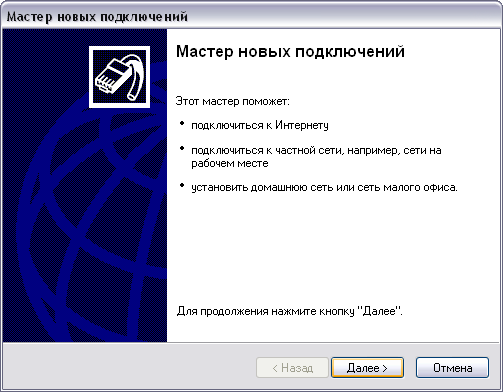 Мастер новых подключений
Мастер новых подключений
Этот мастер поможет:
• подключиться к Интернету
• подключиться к частной сети, например, сети на
рабочем месте
• установить домашнюю сеть или сеть малого офиса.
Для продолжения нажмите кнопку "Далее".
< Назад
Далее >
Отмена